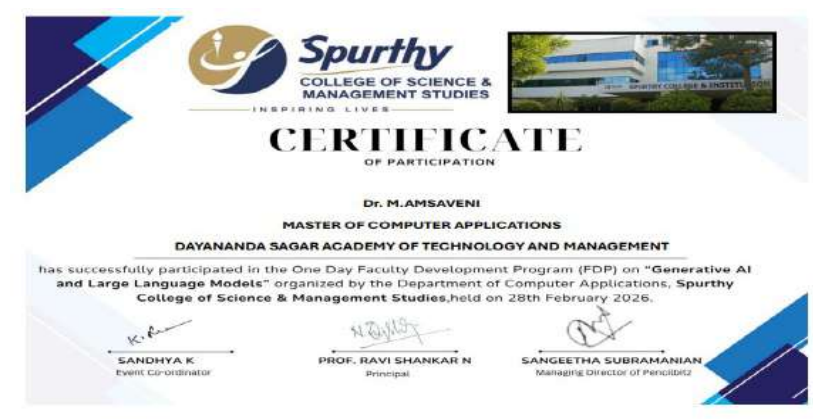 Spurthy
COLLEGE OF SCIENCE &
MANAGEMENT STUDIES
INSPIRING LIVES
SPURTHY COLLEGE & INSTITUTION
CERTIFICATE
OF PARTICIPATION
Dr. M.AMSAVENI
MASTER OF COMPUTER APPLICATIONS
DAYANANDA SAGAR ACADEMY OF TECHNOLOGY AND MANAGEMENT
has successfully participated in the One Day Faculty Development Program (FDP) on "Generative AI
and Large Language Models" organized by the Department of Computer Applications, Spurthy
College of Science & Management Studies,held on 28th February 2026.
SANDHYA K
Event Co-ordinator
PROF. RAVI SHANKAR N
Principal
SANGEETHA SUBRAMANIAN
Managing Director of Pencilbitz